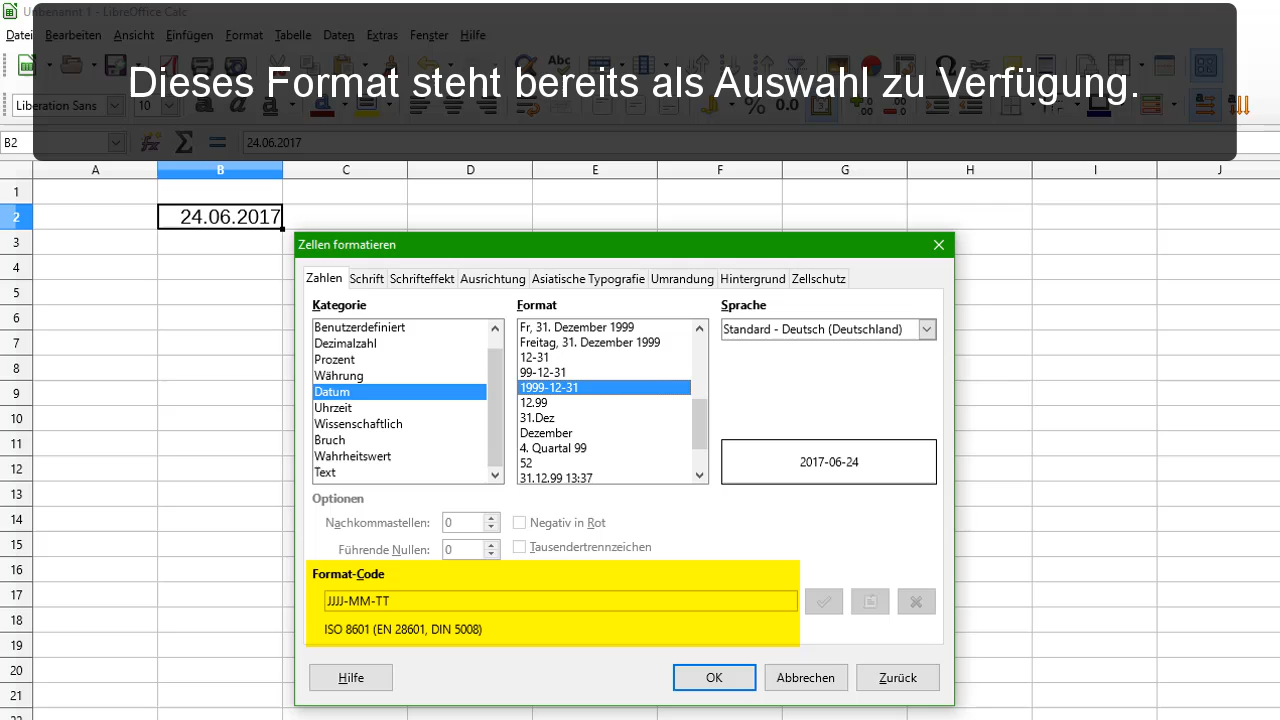 Unbenannt 1 - LibreOffice Calc
Datei Bearbeiten Ansicht Einfügen Format Tabelle Daten Extras Fenster Hilfe
Dieses Format steht bereits als Auswahl zu Verfügung.
Liberation Sans 10
B2 24.06.2017
A B C D E F G H I J
1
2 24.06.2017
3
4
5
6
7
8
9
10
11
12
13
14
15
16
17
18
19
20
21
22
Zellen formatieren
Zahlen Schrift Schrifteffekt Ausrichtung Asiatische Typografie Umrandung Hintergrund Zellschutz
Kategorie
Benutzerdefiniert
Dezimalzahl
Prozent
Währung
Datum
Uhrzeit
Wissenschaftlich
Bruch
Wahrheitswert
Text
Format
Fr, 31. Dezember 1999
Freitag, 31. Dezember 1999
12-31
99-12-31
1999-12-31
12.99
31.Dez
Dezember
4. Quartal 99
52
31.12.99 13:37
Sprache
Standard - Deutsch (Deutschland)
2017-06-24
Optionen
Nachkommastellen: 0 Negativ in Rot
Führende Nullen: 0 Tausendertrennzeichen
Format-Code
JJJJ-MM-TT
ISO 8601 (EN 28601, DIN 5008)
Hilfe OK Abbrechen Zurück